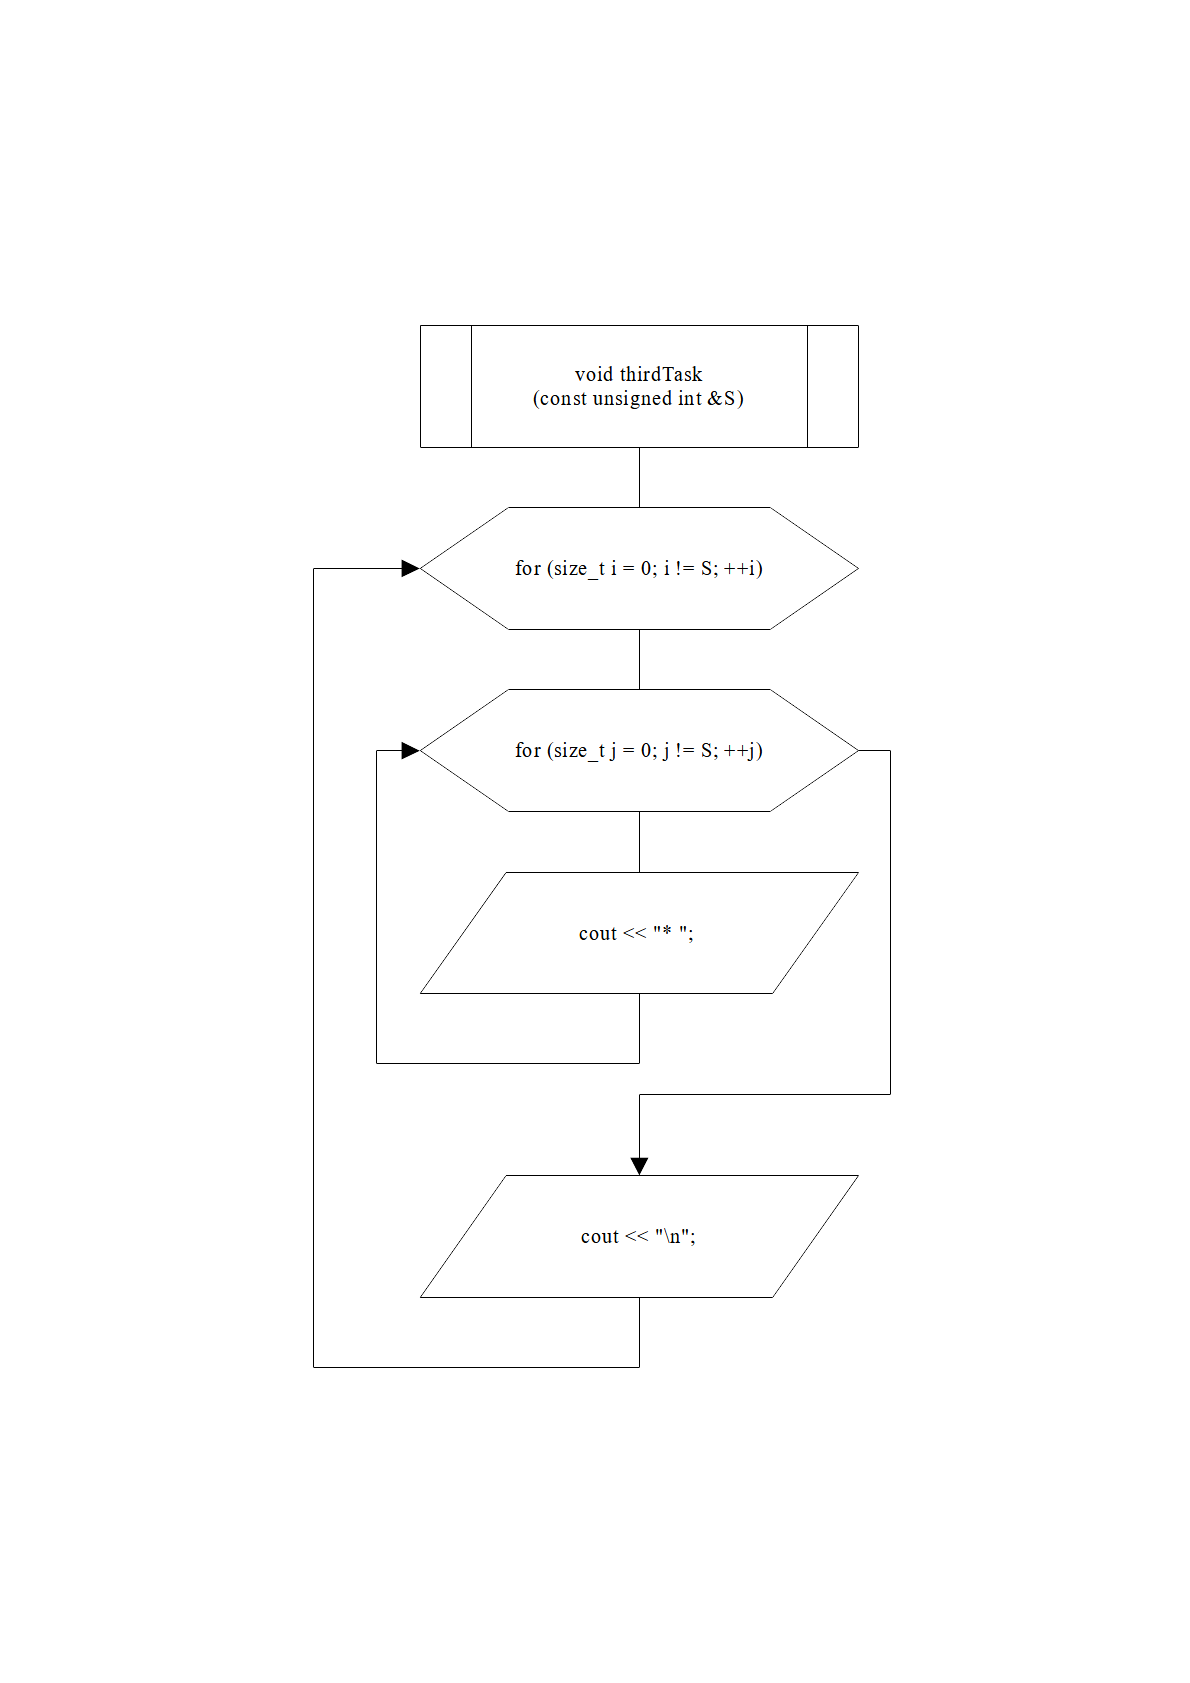 void thirdTask
(const unsigned int &S)
for (size_t i = 0; i != S; ++i)
for (size_t j = 0; j != S; ++j)
cout << "* ";
cout << "\n";